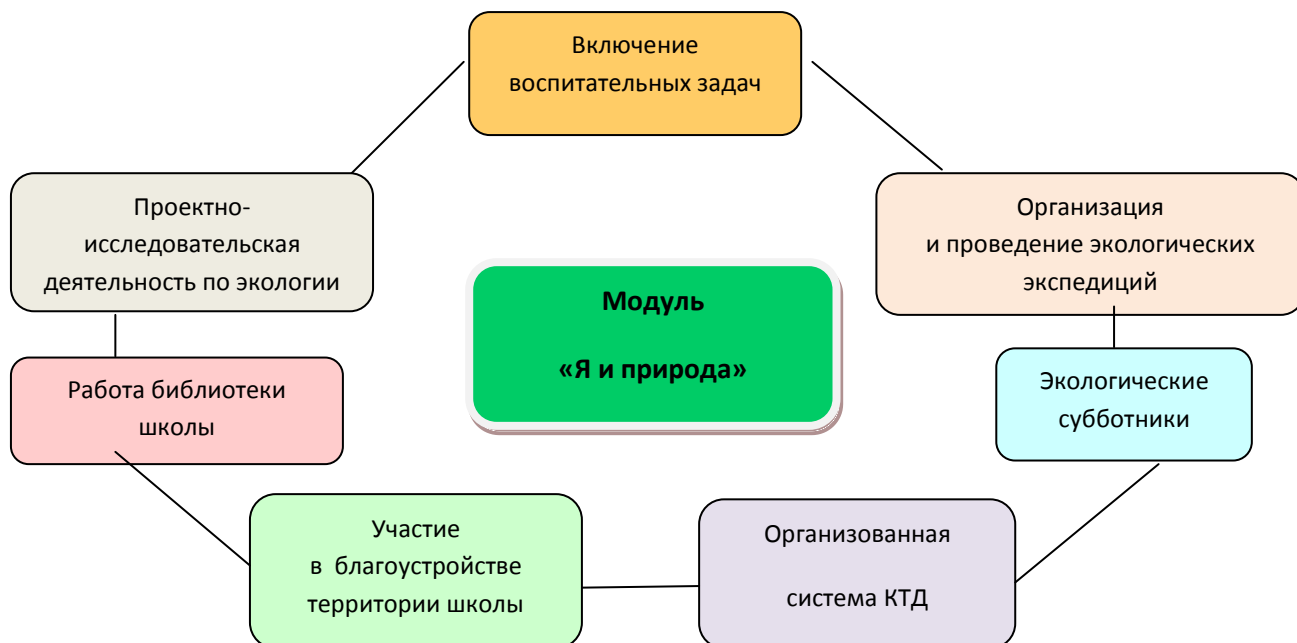 Включение
воспитательных задач
Проектно-
исследовательская
деятельность по экологии
Организация
и проведение экологических
экспедиций
Модуль
«Я и природа»
Работа библиотеки
школы
Экологические
субботники
Участие
в благоустройстве
территории школы
Организованная
система КТД